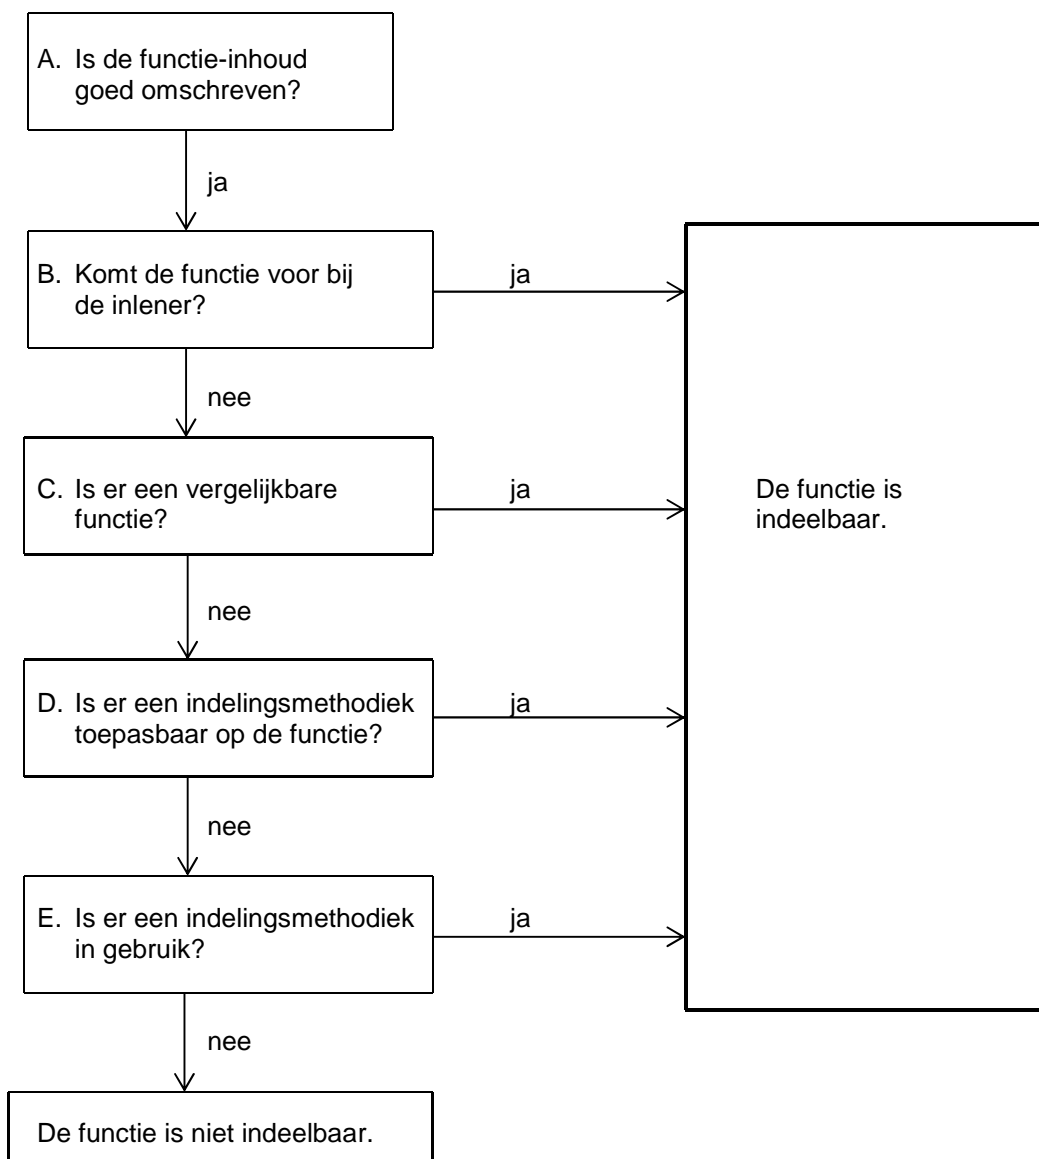 A. Is de functie-inhoud
goed omschreven?
ja
B. Komt de functie voor bij
de inlener?
ja
nee
C. Is er een vergelijkbare
functie?
ja
De functie is
indeelbaar.
nee
D. Is er een indelingsmethodiek
toepasbaar op de functie?
ja
nee
E. Is er een indelingsmethodiek
in gebruik?
ja
nee
De functie is niet indeelbaar.